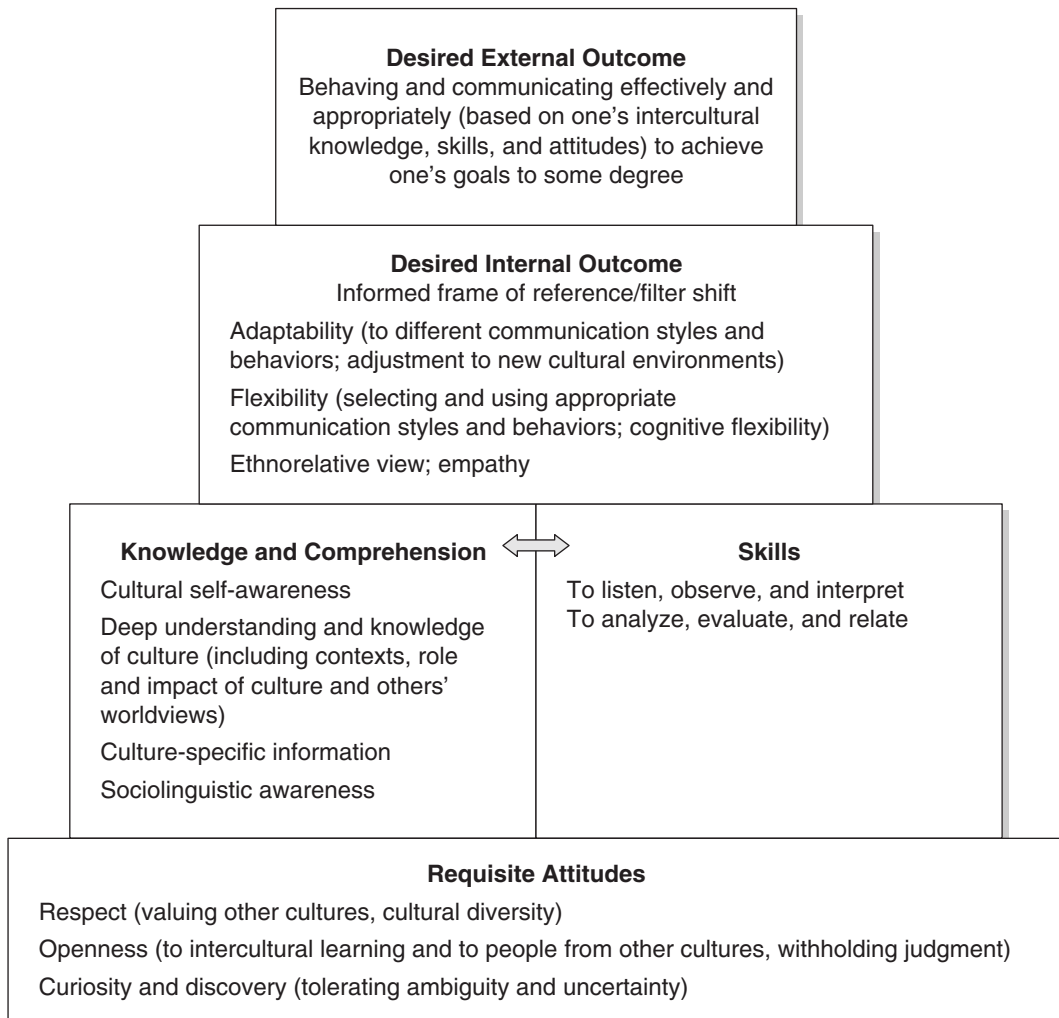 Desired External Outcome
Behaving and communicating effectively and
appropriately (based on one's intercultural
knowledge, skills, and attitudes) to achieve
one's goals to some degree
Desired Internal Outcome
Informed frame of reference/filter shift
Adaptability (to different communication styles and
behaviors; adjustment to new cultural environments)
Flexibility (selecting and using appropriate
communication styles and behaviors; cognitive flexibility)
Ethnorelative view; empathy
Knowledge and Comprehension
Cultural self-awareness
Deep understanding and knowledge
of culture (including contexts, role
and impact of culture and others'
worldviews)
Culture-specific information
Sociolinguistic awareness
Skills
To listen, observe, and interpret
To analyze, evaluate, and relate
Requisite Attitudes
Respect (valuing other cultures, cultural diversity)
Openness (to intercultural learning and to people from other cultures, withholding judgment)
Curiosity and discovery (tolerating ambiguity and uncertainty)